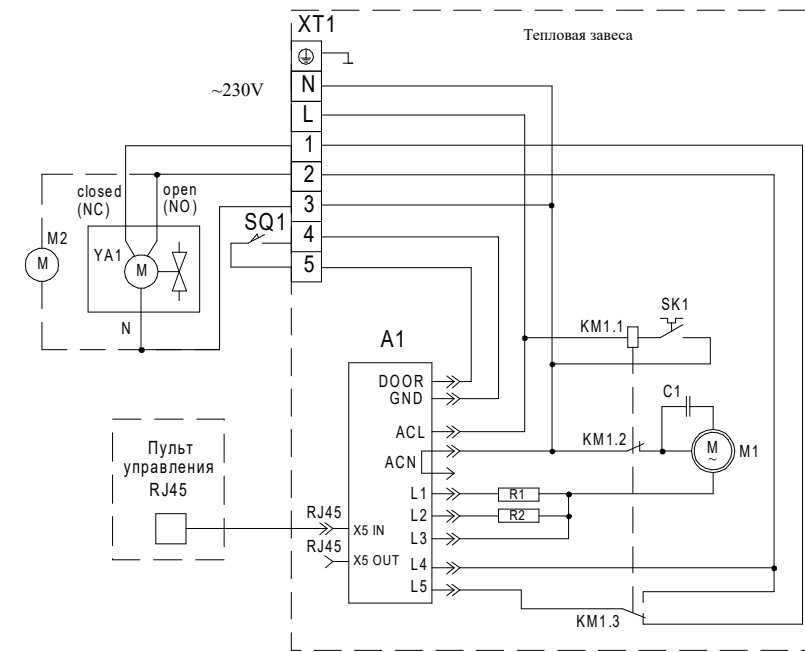 XT1
Тепловая завеса
~230V
N
L
1
2
3
4
5
closed
(NC)
open
(NO)
SQ1
M2
M
YA1
M
N
SK1
KM1.1
A1
DOOR
GND
C1
ACL
ACN
KM1.2
M
~
M1
Пульт
управления
RJ45
L1
R1
L2
R2
RJ45
X5 IN
L3
RJ45
X5 OUT
L4
L5
KM1.3